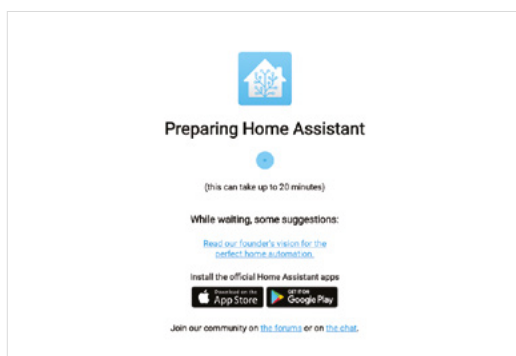 Preparing Home Assistant
(this can take up to 20 minutes)
While waiting, some suggestions:
Read our founder's vision for the
perfect home automation.
Install the official Home Assistant apps
Download on the
App Store
GET IT ON
Google Play
Join our community on the forums or on the chat.